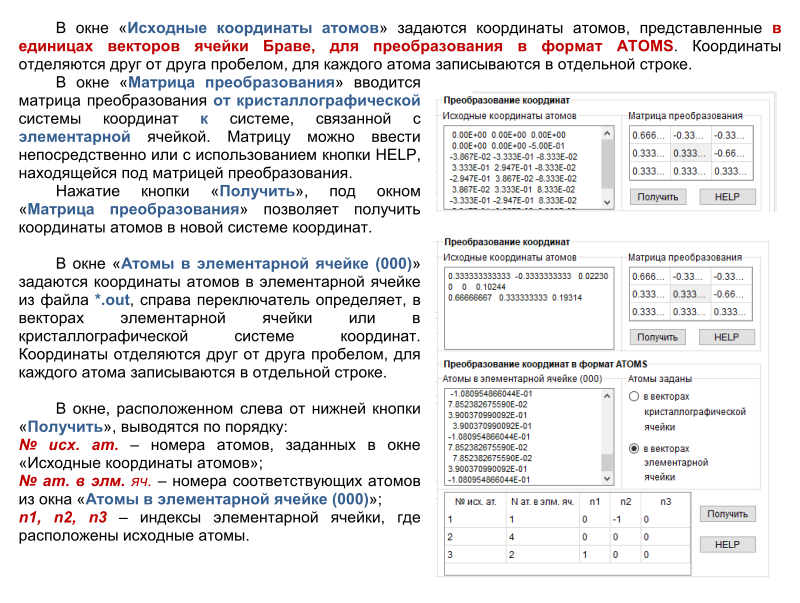 В окне «Исходные координаты атомов» задаются координаты атомов, представленные в
единицах векторов ячейки Браве, для преобразования в формат ATOMS. Координаты
отделяются друг от друга пробелом, для каждого атома записываются в отдельной строке.
В окне «Матрица преобразования» вводится
матрица преобразования от кристаллографической
системы координат к системе, связанной с
элементарной ячейкой. Матрицу можно ввести
непосредственно или с использованием кнопки HELP,
находящейся под матрицей преобразования.
Нажатие кнопки «Получить», под окном
«Матрица преобразования» позволяет получить
координаты атомов в новой системе координат.
В окне «Атомы в элементарной ячейке (000)»
задаются координаты атомов в элементарной ячейке
из файла *.out, справа переключатель определяет, в
векторах элементарной ячейки или в
кристаллографической системе координат.
Координаты отделяются друг от друга пробелом, для
каждого атома записываются в отдельной строке.
В окне, расположенном слева от нижней кнопки
«Получить», выводятся по порядку:
№ исх. ат. – номера атомов, заданных в окне
«Исходные координаты атомов»;
№ ат. в элм. яч. – номера соответствующих атомов
из окна «Атомы в элементарной ячейке (000)»;
n1, n2, n3 – индексы элементарной ячейки, где
расположены исходные атомы.
Преобразование координат
Исходные координаты атомов Матрица преобразования
0.00E+00 0.00E+00 0.00E+00
0.00E+00 0.00E+00 -5.00E-01
-3.867E-02 -3.333E-01 -8.333E-02
3.333E-01 2.947E-01 -8.333E-02
-2.947E-01 3.867E-02 -8.333E-02
3.867E-02 3.333E-01 8.333E-02
-3.333E-01 -2.947E-01 8.333E-02
0.666... -0.33... -0.33...
0.333... 0.333... -0.66...
0.333... 0.333... 0.333...
Получить HELP
Преобразование координат
Исходные координаты атомов Матрица преобразования
0.333333333333 -0.3333333333 0.02230
0 0 0.10244
0.66666667 0.333333333 0.19314
0.666... -0.33... -0.33...
0.333... 0.333... -0.66...
0.333... 0.333... 0.333...
Получить HELP
Преобразование координат в формат ATOMS
Атомы в элементарной ячейке (000) Атомы заданы
-1.080954866044E-01
7.852382675590E-02
3.900370990092E-01
3.900370990092E-01
-1.080954866044E-01
7.852382675590E-02
7.852382675590E-02
3.900370990092E-01
-1.080954866044E-01
в векторах
кристаллографической
ячейки
в векторах
элементарной
ячейки
№ исх. ат. N ат. в элм. яч. n1 n2 n3
1 1 0 -1 0
2 4 0 0 0
3 2 1 0 0
Получить
HELP